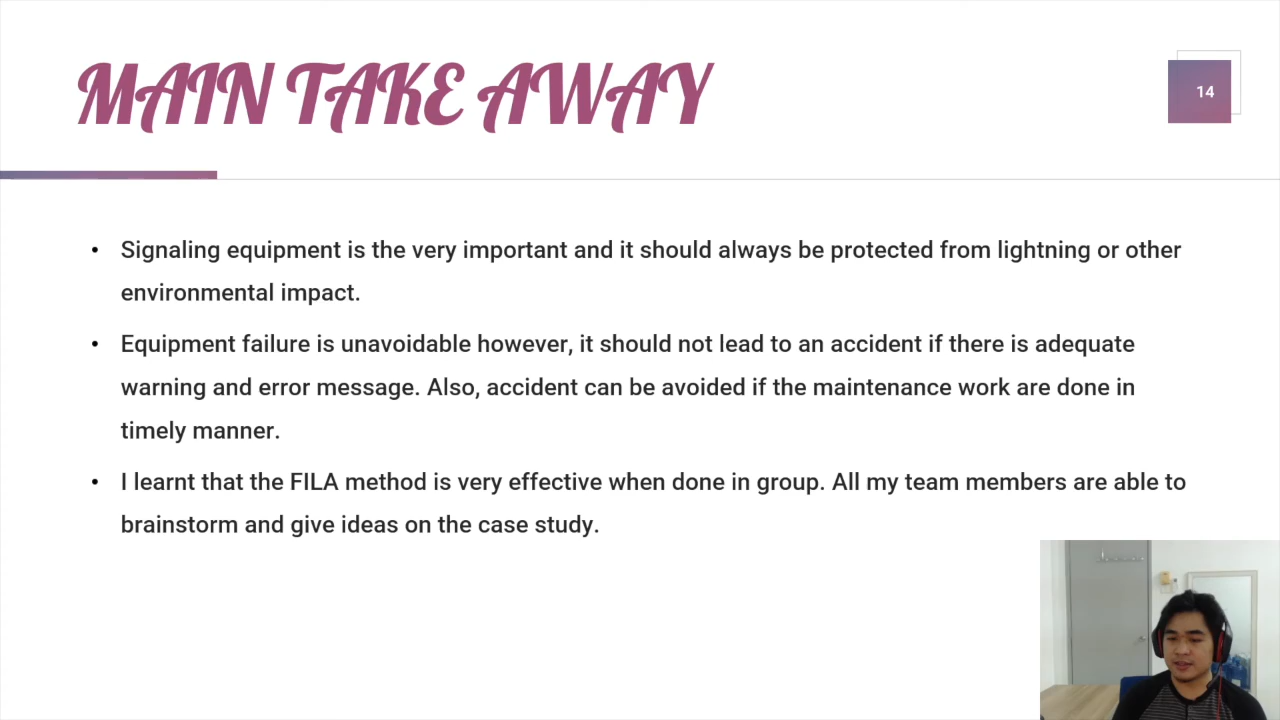 MAIN TAKE AWAY
14
• Signaling equipment is the very important and it should always be protected from lightning or other
environmental impact.
• Equipment failure is unavoidable however, it should not lead to an accident if there is adequate
warning and error message. Also, accident can be avoided if the maintenance work are done in
timely manner.
• I learnt that the FILA method is very effective when done in group. All my team members are able to
brainstorm and give ideas on the case study.